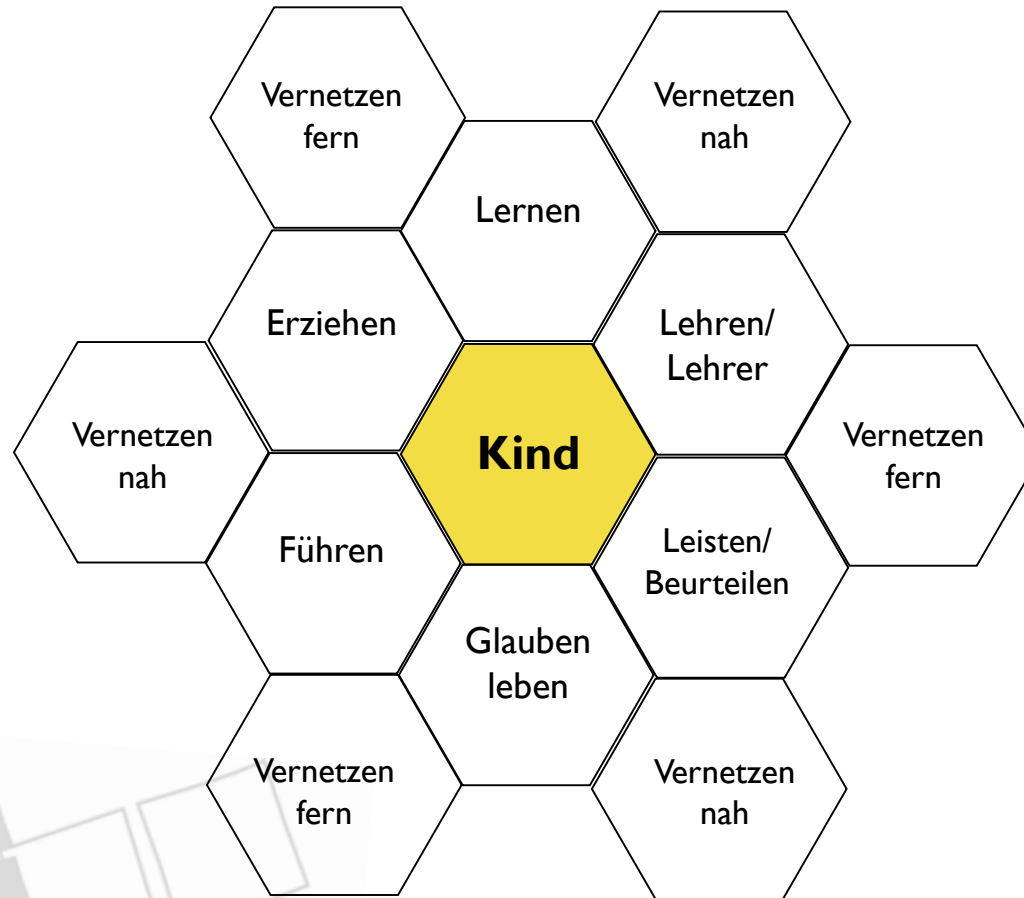 Vernetzen
fern
Vernetzen
nah
Lernen
Erziehen
Lehren/
Lehrer
Vernetzen
nah
Kind
Vernetzen
fern
Führen
Leisten/
Beurteilen
Glauben
leben
Vernetzen
fern
Vernetzen
nah